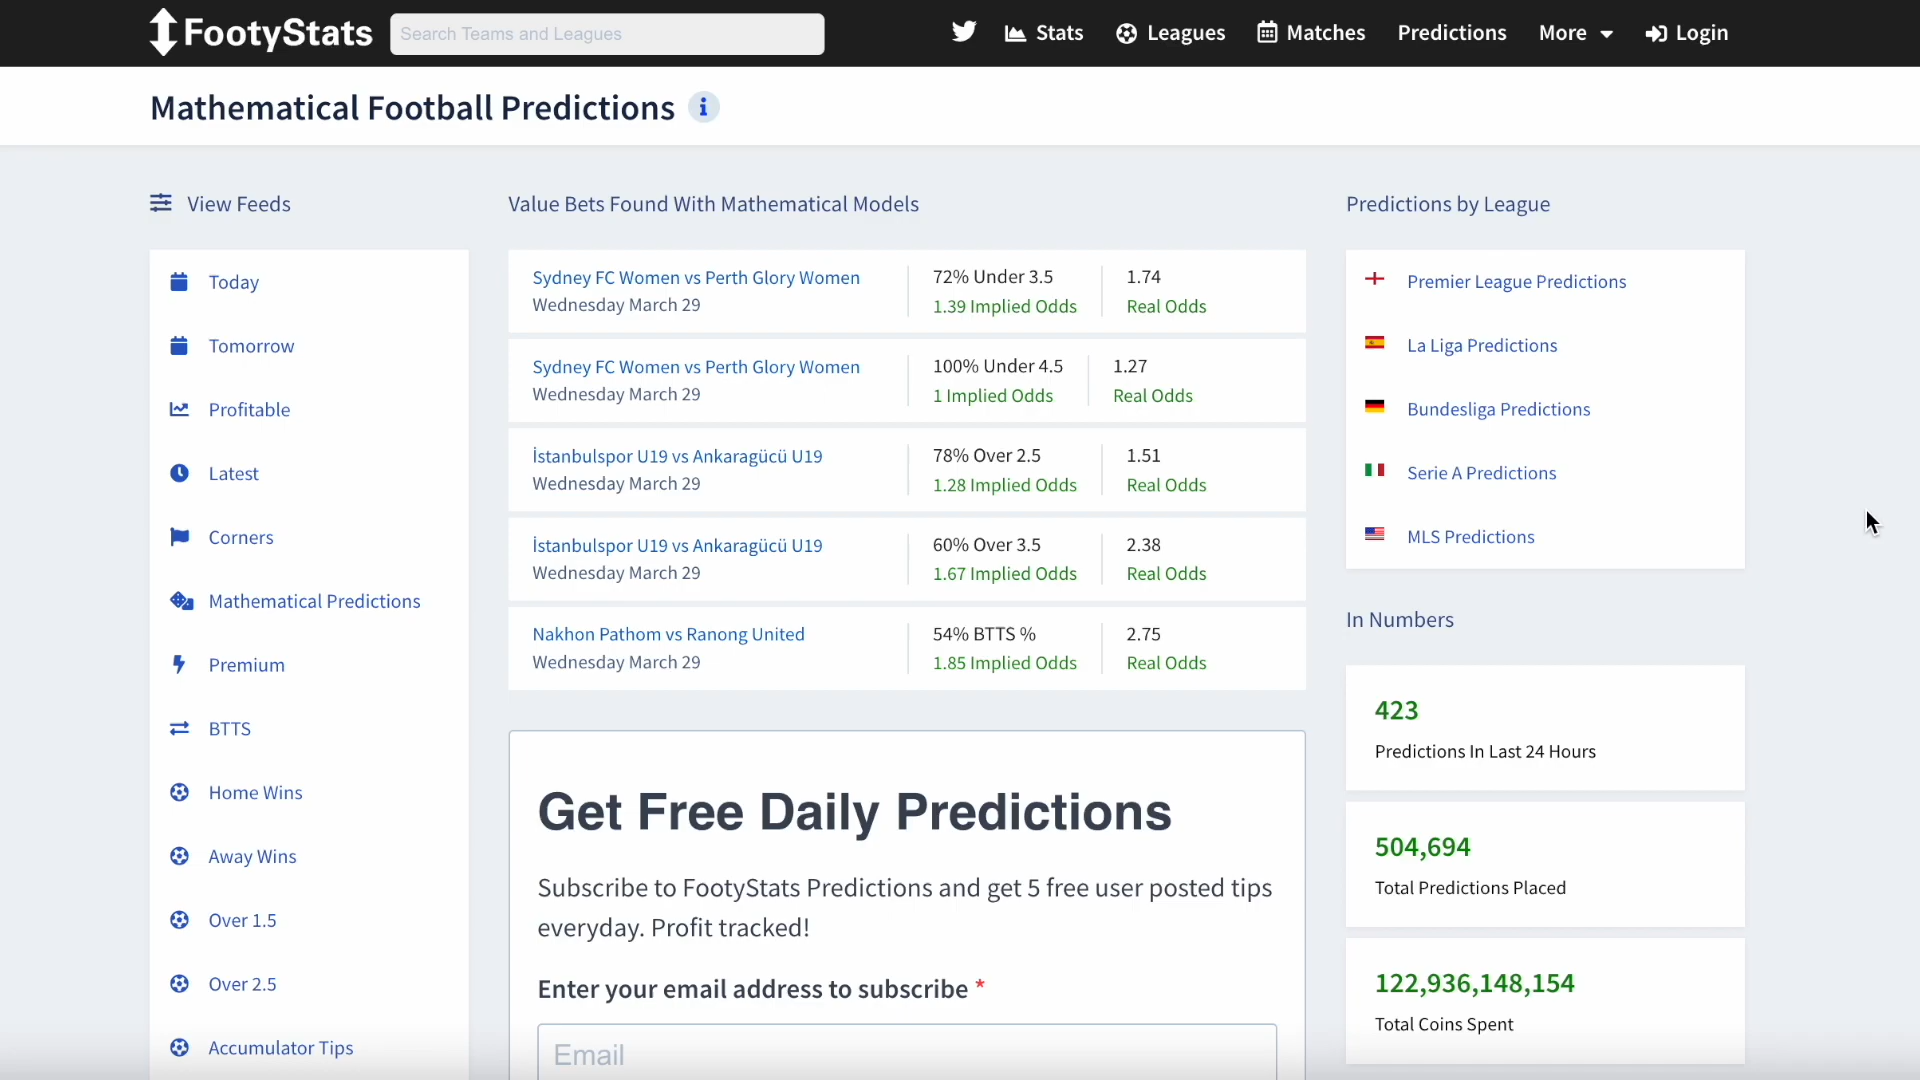 FootyStats
Search Teams and Leagues
Stats
Leagues
Matches
Predictions
More
Login
Mathematical Football Predictions
View Feeds
Today
Tomorrow
Profitable
Latest
Corners
Mathematical Predictions
Premium
BTTS
Home Wins
Away Wins
Over 1.5
Over 2.5
Accumulator Tips
Value Bets Found With Mathematical Models
Sydney FC Women vs Perth Glory Women
Wednesday March 29
72% Under 3.5
1.39 Implied Odds
1.74
Real Odds
Sydney FC Women vs Perth Glory Women
Wednesday March 29
100% Under 4.5
1 Implied Odds
1.27
Real Odds
İstanbulspor U19 vs Ankaragücü U19
Wednesday March 29
78% Over 2.5
1.28 Implied Odds
1.51
Real Odds
İstanbulspor U19 vs Ankaragücü U19
Wednesday March 29
60% Over 3.5
1.67 Implied Odds
2.38
Real Odds
Nakhon Pathom vs Ranong United
Wednesday March 29
54% BTTS %
1.85 Implied Odds
2.75
Real Odds
Get Free Daily Predictions
Subscribe to FootyStats Predictions and get 5 free user posted tips
everyday. Profit tracked!
Enter your email address to subscribe *
Email
Predictions by League
Premier League Predictions
La Liga Predictions
Bundesliga Predictions
Serie A Predictions
MLS Predictions
In Numbers
423
Predictions In Last 24 Hours
504,694
Total Predictions Placed
122,936,148,154
Total Coins Spent